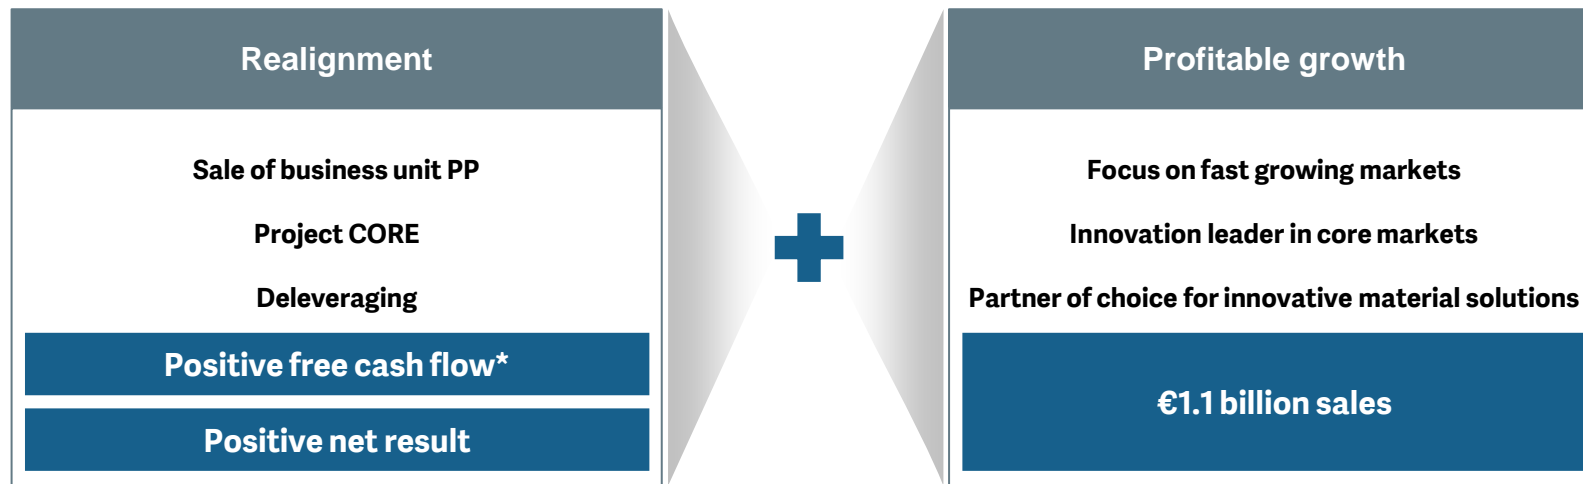 Realignment
Sale of business unit PP
Project CORE
Deleveraging
Positive free cash flow*
Positive net result
Profitable growth
Focus on fast growing markets
Innovation leader in core markets
Partner of choice for innovative material solutions
€1.1 billion sales